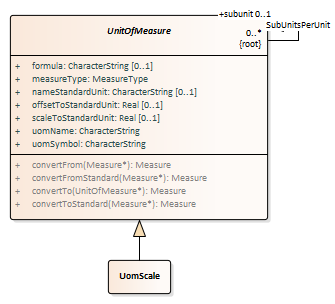 +subunit 0..1
UnitOfMeasure
SubUnitsPerUnit
0..*
{root}
+ formula: CharacterString [0..1]
+ measureType: MeasureType
+ nameStandardUnit: CharacterString [0..1]
+ offsetToStandardUnit: Real [0..1]
+ scaleToStandardUnit: Real [0..1]
+ uomName: CharacterString
+ uomSymbol: CharacterString
+ convertFrom(Measure*): Measure
+ convertFromStandard(Measure*): Measure
+ convertTo(UnitOfMeasure*): Measure
+ convertToStandard(Measure*): Measure
UomScale